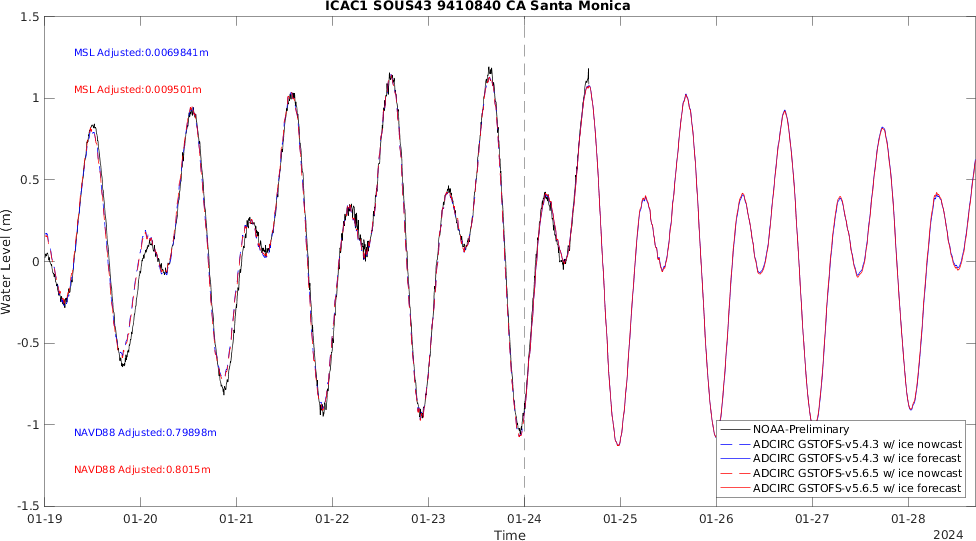 ICAC1 SOUS43 9410840 CA Santa Monica
1.5
MSL Adjusted:0.0069841m
MSL Adjusted:0.009501m
1
0.5
Water Level (m)
0
-0.5
-1
NAVD88 Adjusted:0.79898m
NAVD88 Adjusted:0.8015m
-1.5
NOAA-Preliminary
ADCIRC GSTOFS-v5.4.3 w/ ice nowcast
ADCIRC GSTOFS-v5.4.3 w/ ice forecast
ADCIRC GSTOFS-v5.6.5 w/ ice nowcast
ADCIRC GSTOFS-v5.6.5 w/ ice forecast
01-19 01-20 01-21 01-22 01-23 01-24 01-25 01-26 01-27 01-28
Time
2024